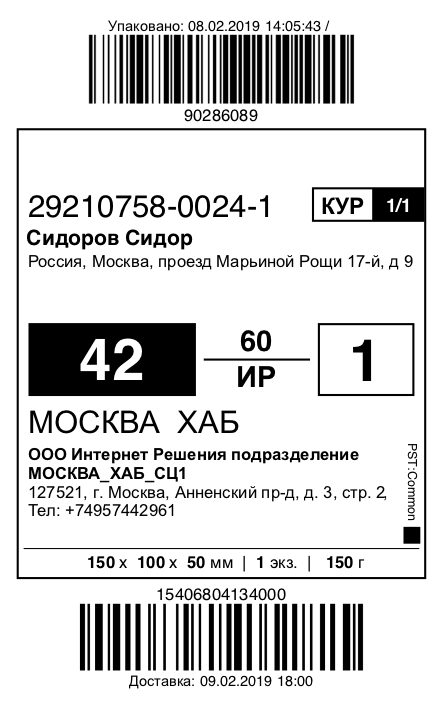 Упаковано: 08.02.2019 14:05:43 /
90286089
29210758-0024-1 КУР 1/1
Сидоров Сидор
Россия, Москва, проезд Марьиной Рощи 17-й, д 9
42 60 1
ИР
МОСКВА ХАБ
ООО Интернет Решения подразделение
МОСКВА_ХАБ_СЦ1
127521, г. Москва, Анненский пр-д, д. 3, стр. 2,
Тел: +74957442961
PST:Common
150 x 100 x 50 мм | 1 экз. | 150 г
15406804134000
Доставка: 09.02.2019 18:00